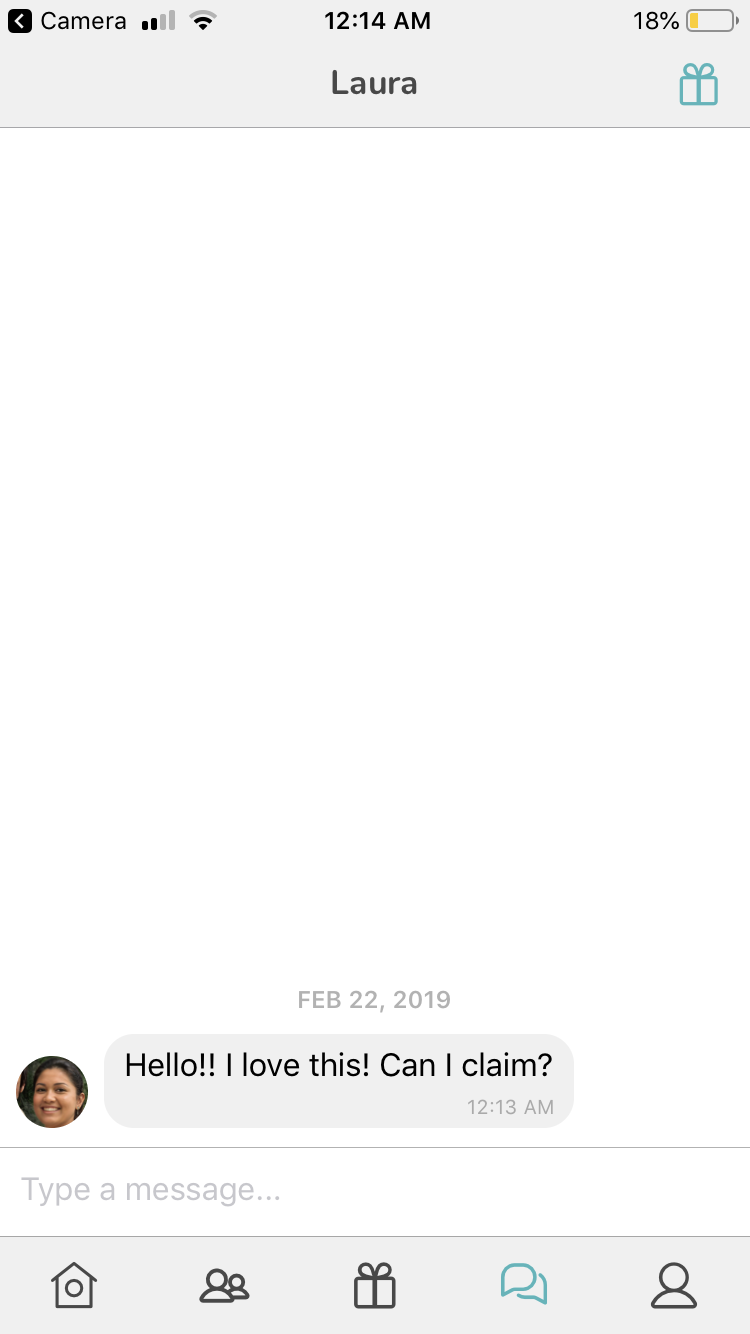 Camera 12:14 AM 18%
Laura
FEB 22, 2019
Hello!! I love this! Can I claim?
12:13 AM
Type a message...